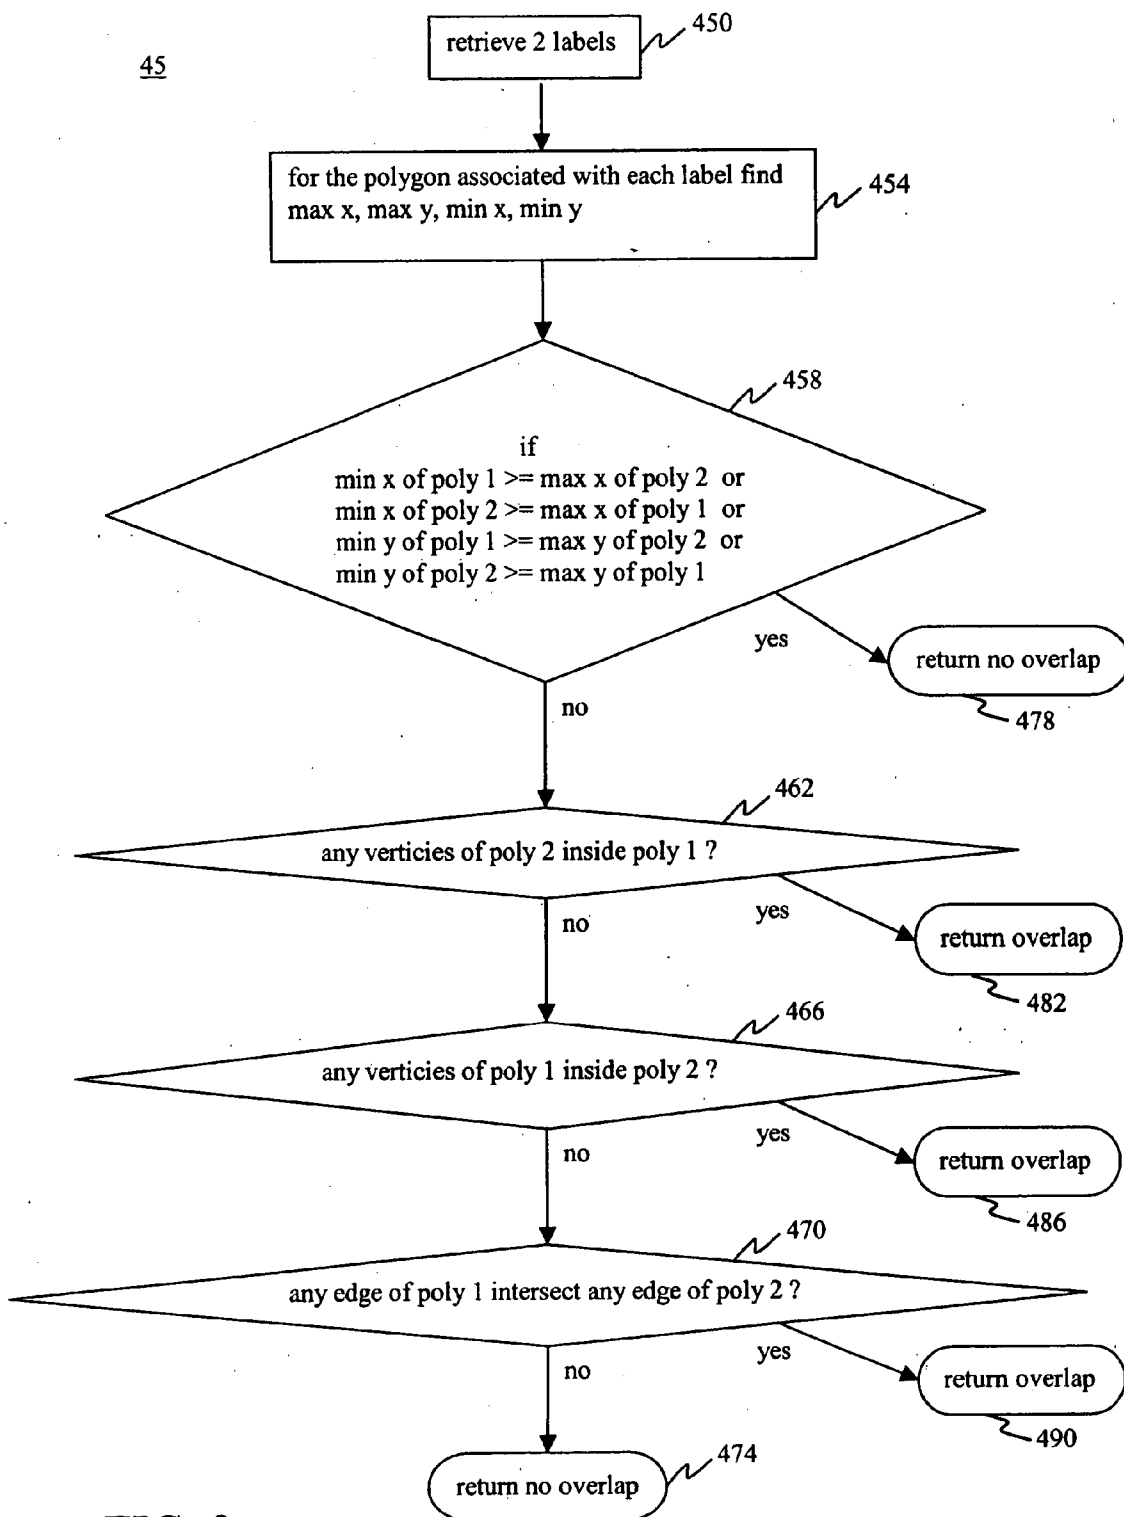 45
retrieve 2 labels
450
for the polygon associated with each label find
max x, max y, min x, min y
454
458
if
min x of poly 1 >= max x of poly 2 or
min x of poly 2 >= max x of poly 1 or
min y of poly 1 >= max y of poly 2 or
min y of poly 2 >= max y of poly 1
yes
return no overlap
478
no
462
any verticies of poly 2 inside poly 1 ?
yes
return overlap
482
no
466
any verticies of poly 1 inside poly 2 ?
yes
return overlap
486
no
470
any edge of poly 1 intersect any edge of poly 2 ?
yes
return overlap
490
no
474
return no overlap